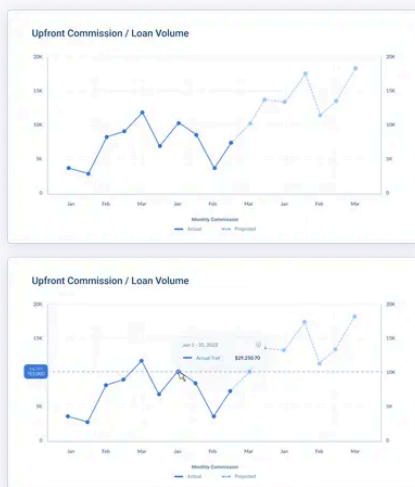 Upfront Commission / Loan Volume
20K 20K
15K 15K
10K 10K
5K 5K
0 0
Jan Feb Mar Jan Feb Mar Jan Feb Mar
Monthly Commission
Actual Projected
Upfront Commission / Loan Volume
20K 20K
15K 15K
Actual Trail $29,250.70
10K
5K 5K
0 0
Jan Feb Mar Jan Feb Mar Jan Feb Mar
Monthly Commission
Actual Projected